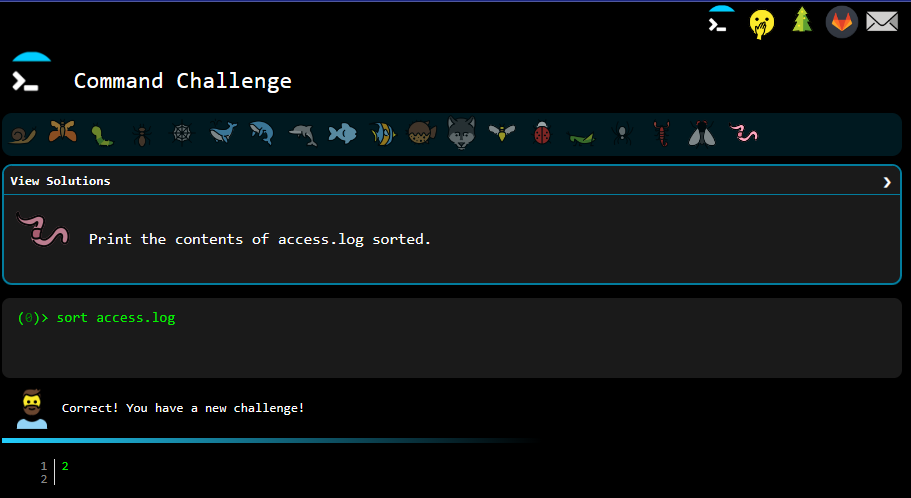 Command Challenge
View Solutions
Print the contents of access.log sorted.
(0)> sort access.log
Correct! You have a new challenge!
1 2
2